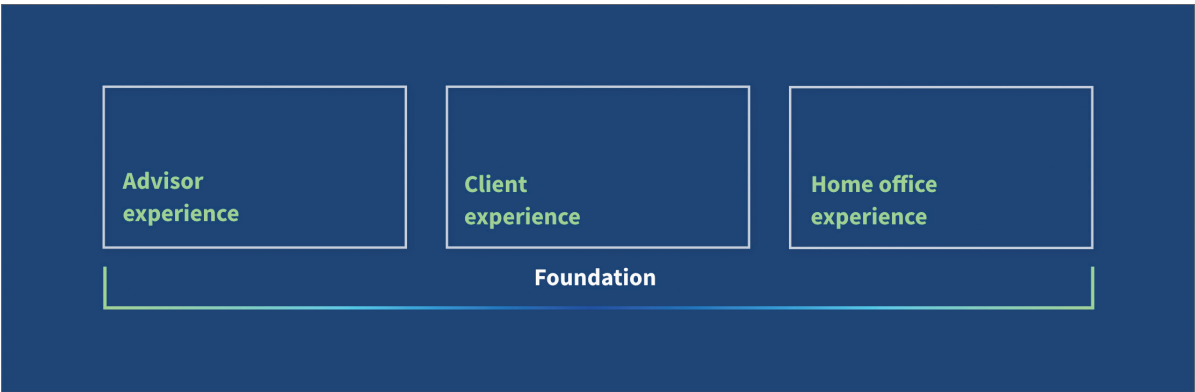 Advisor
experience
Client
experience
Home office
experience
Foundation